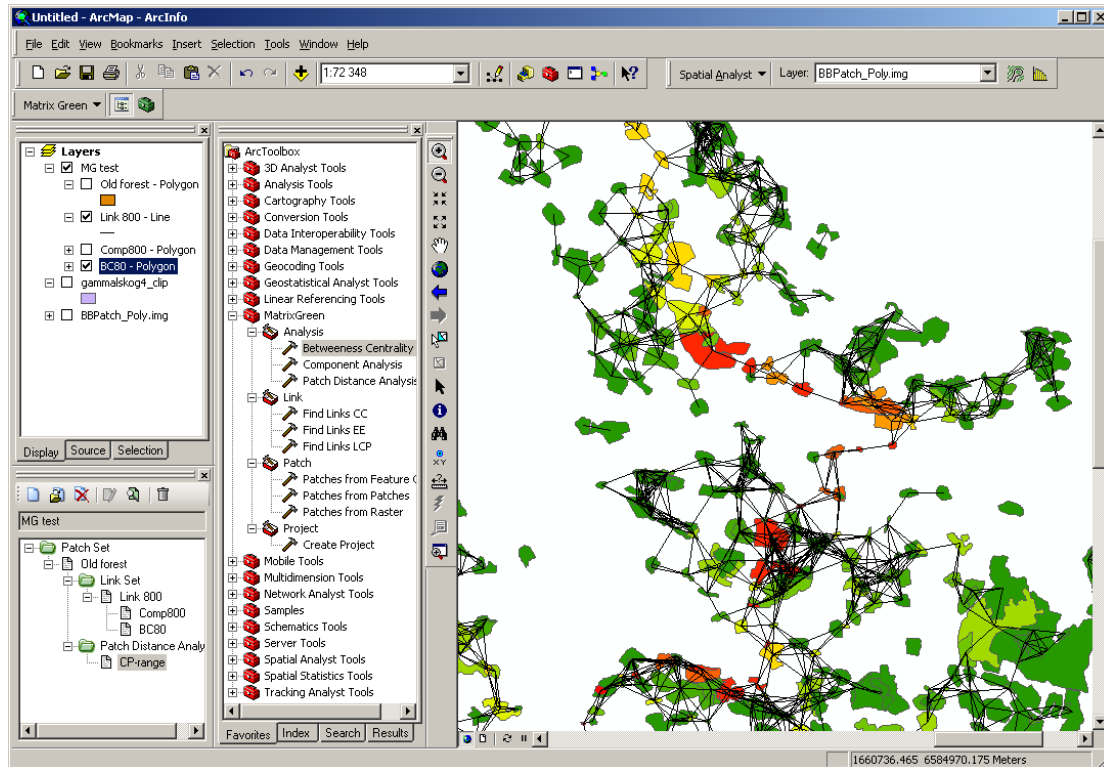 Untitled - ArcMap - ArcInfo
File Edit View Bookmarks Insert Selection Tools Window Help
1:72 348
Spatial Analyst
Layer: BBPatch_Poly.img
Matrix Green
Layers
MG test
Old forest - Polygon
Link 800 - Line
Comp800 - Polygon
BC80 - Polygon
gammalskog4_clip
BBPatch_Poly.img
Display Source Selection
MG test
Patch Set
Old forest
Link Set
Link 800
Comp800
BC80
Patch Distance Analy
CP-range
ArcToolbox
3D Analyst Tools
Analysis Tools
Cartography Tools
Conversion Tools
Data Interoperability Tools
Data Management Tools
Geocoding Tools
Geostatistical Analyst Tools
Linear Referencing Tools
MatrixGreen
Analysis
Betweeness Centrality
Component Analysis
Patch Distance Analysis
Link
Find Links CC
Find Links EE
Find Links LCP
Patch
Patches from Feature C
Patches from Patches
Patches from Raster
Project
Create Project
Mobile Tools
Multidimension Tools
Network Analyst Tools
Samples
Schematics Tools
Server Tools
Spatial Analyst Tools
Spatial Statistics Tools
Tracking Analyst Tools
Favorites Index Search Results
XY
1660736.465 6584970.175 Meters